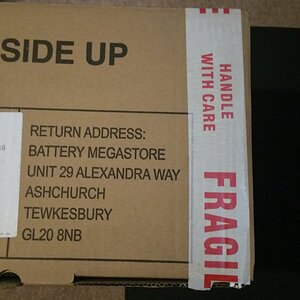 SIDE UP
RETURN ADDRESS:
BATTERY MEGASTORE
UNIT 29 ALEXANDRA WAY
ASHCHURCH
TEWKESBURY
GL20 8NB
HANDLE
WITH CARE
FRAGIL